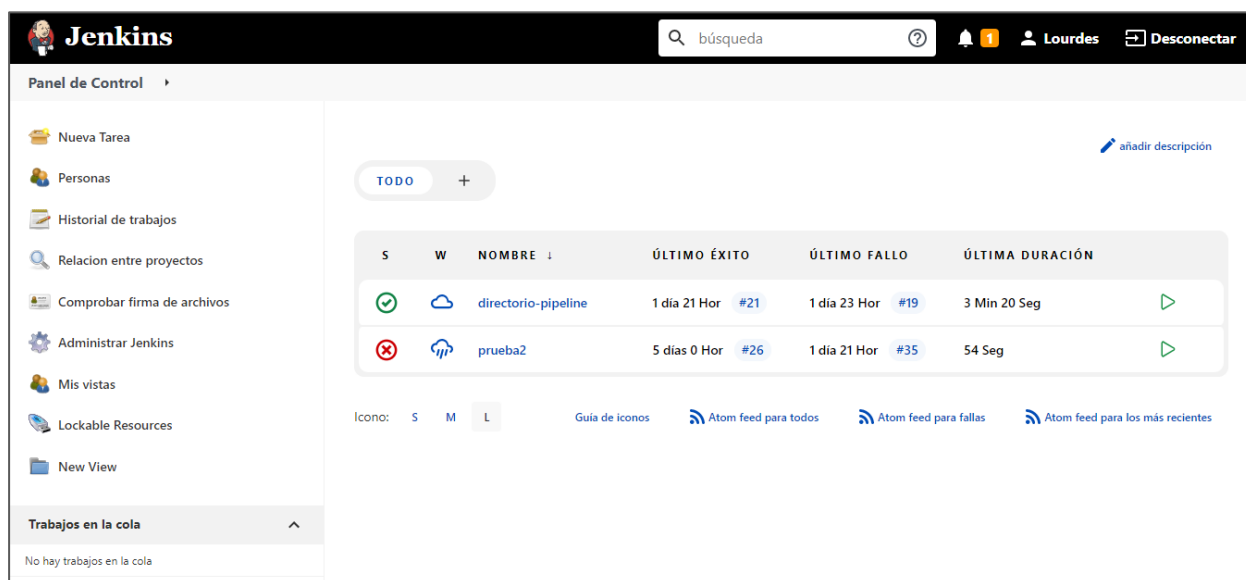 Jenkins
búsqueda
1
Lourdes
Desconectar
Panel de Control
Nueva Tarea
Personas
Historial de trabajos
Relacion entre proyectos
Comprobar firma de archivos
Administrar Jenkins
Mis vistas
Lockable Resources
New View
Trabajos en la cola
No hay trabajos en la cola
añadir descripción
TODO +
S W NOMBRE ↓ ÚLTIMO ÉXITO ÚLTIMO FALLO ÚLTIMA DURACIÓN
directorio-pipeline 1 día 21 Hor #21 1 día 23 Hor #19 3 Min 20 Seg
prueba2 5 días 0 Hor #26 1 día 21 Hor #35 54 Seg
Icono: S M L Guía de iconos Atom feed para todos Atom feed para fallas Atom feed para los más recientes